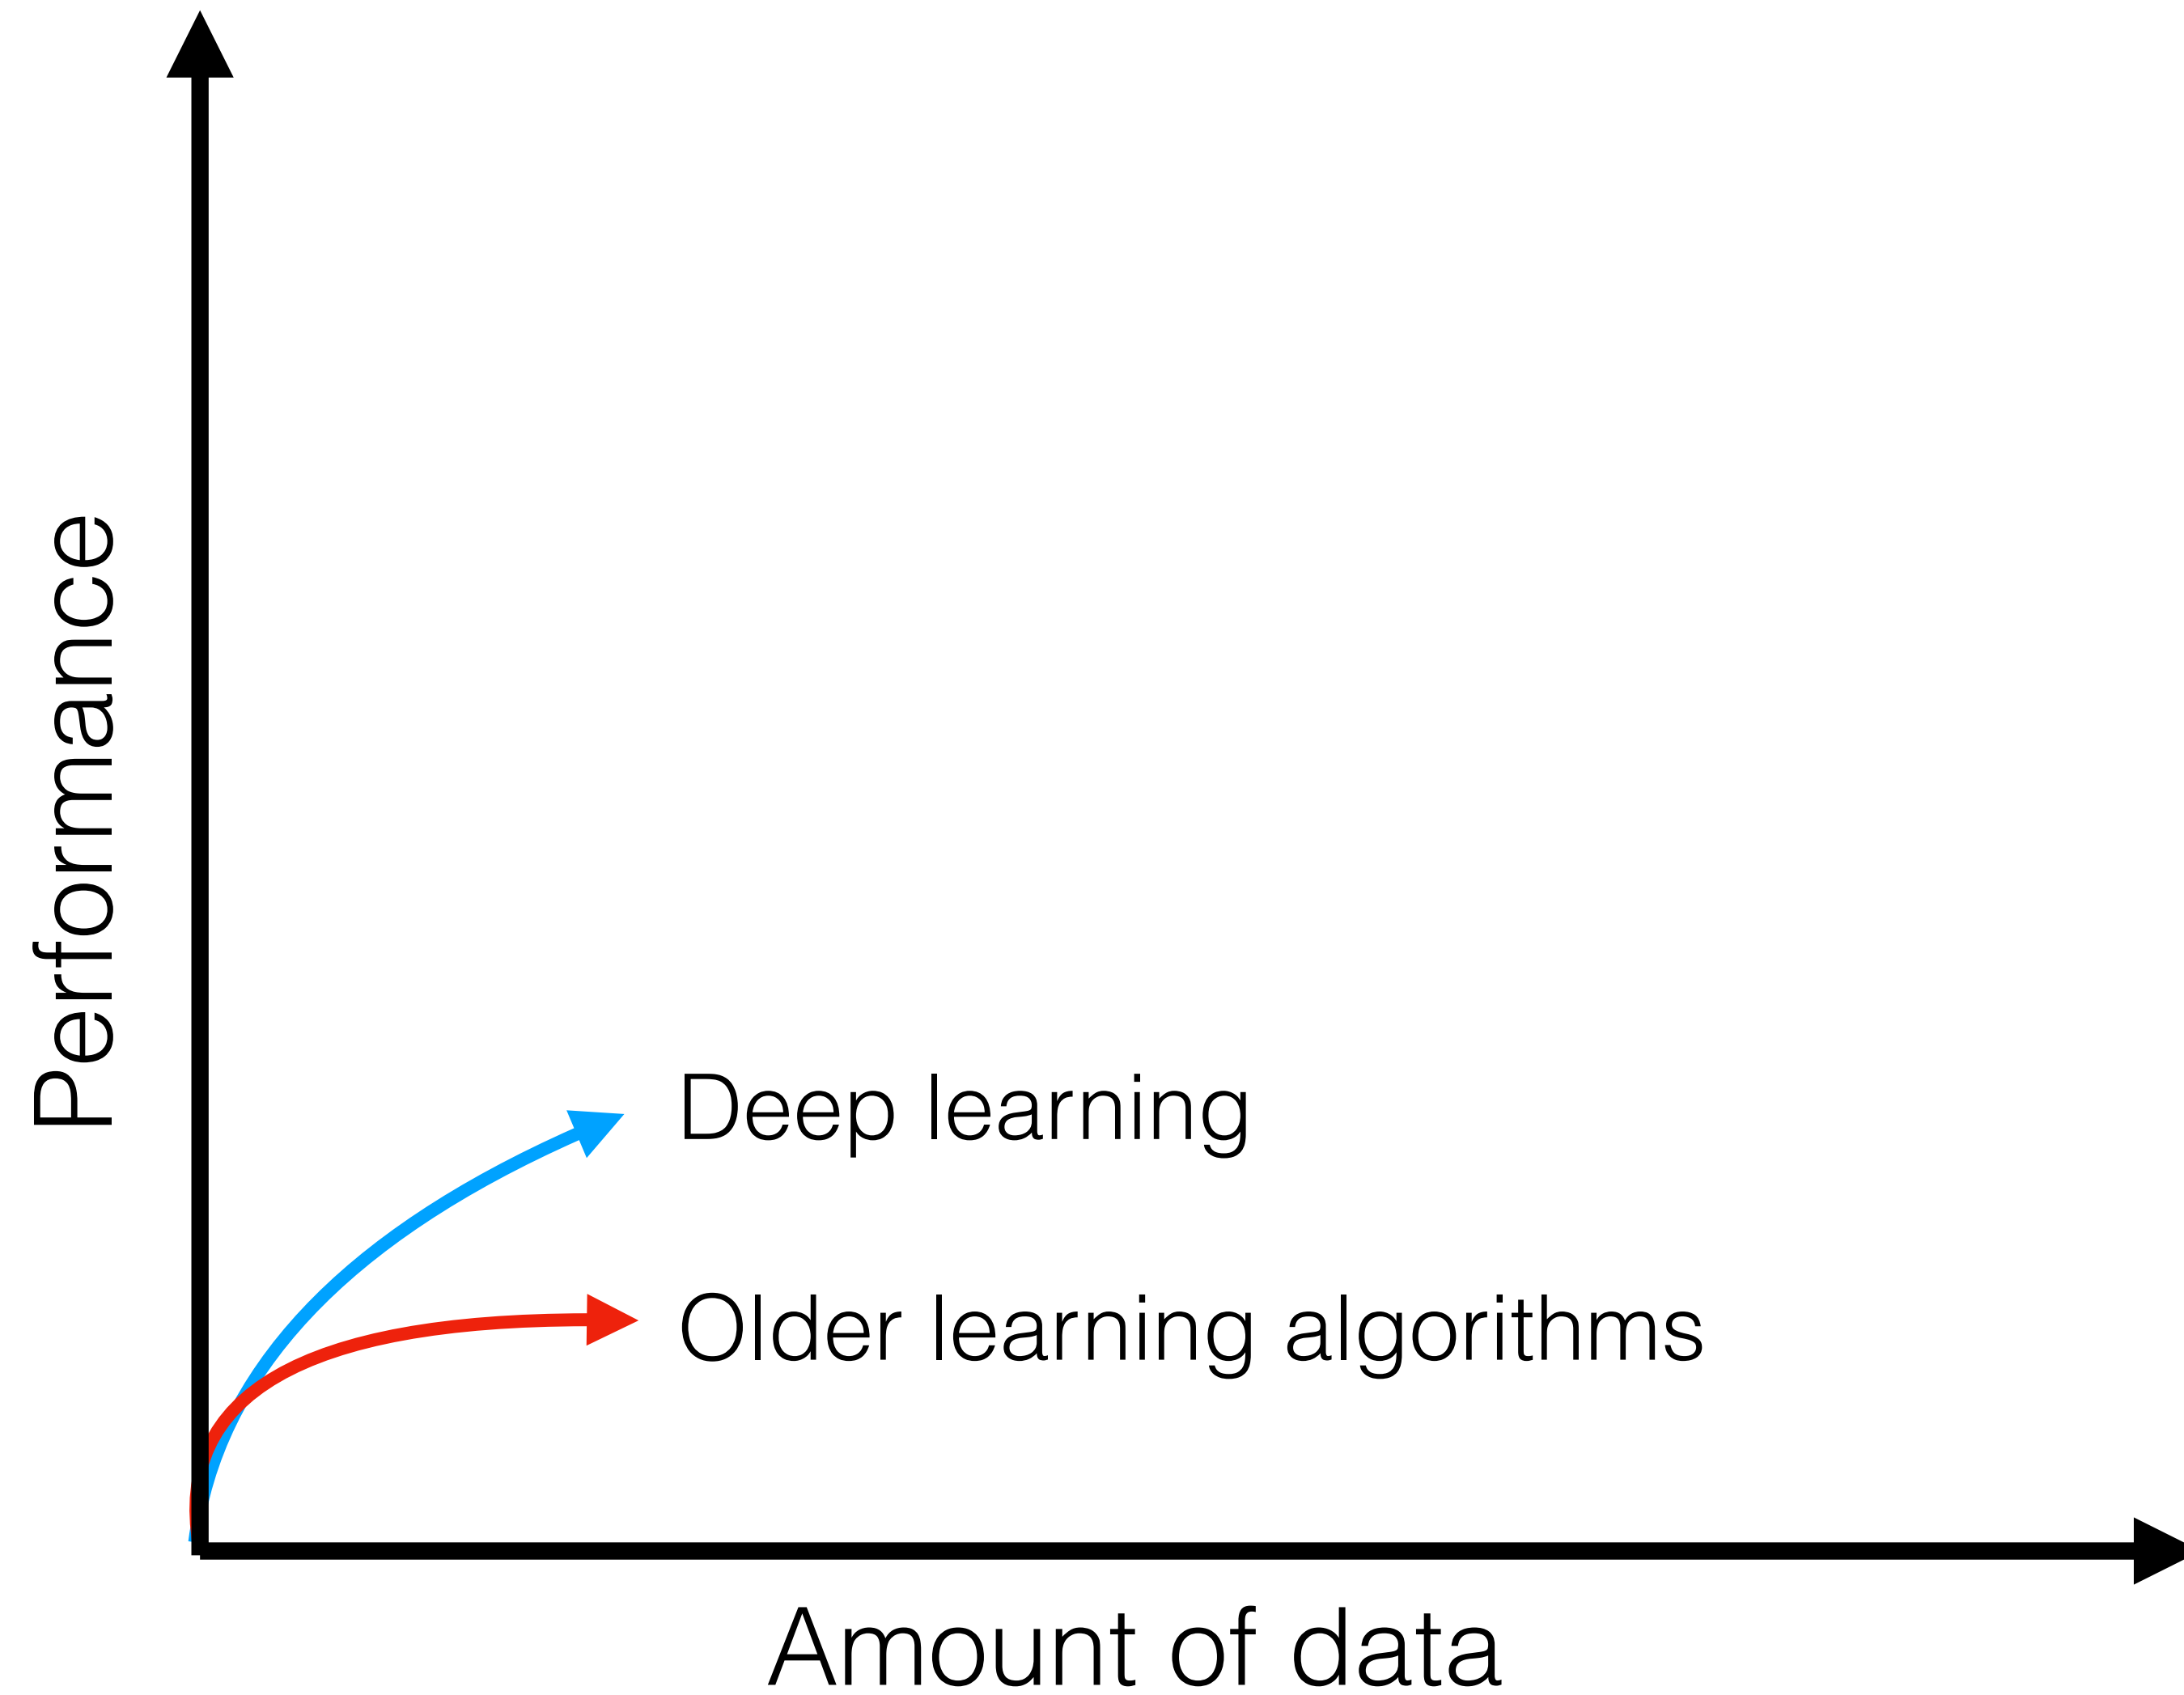 Performance
Deep learning
Older learning algorithms
Amount of data